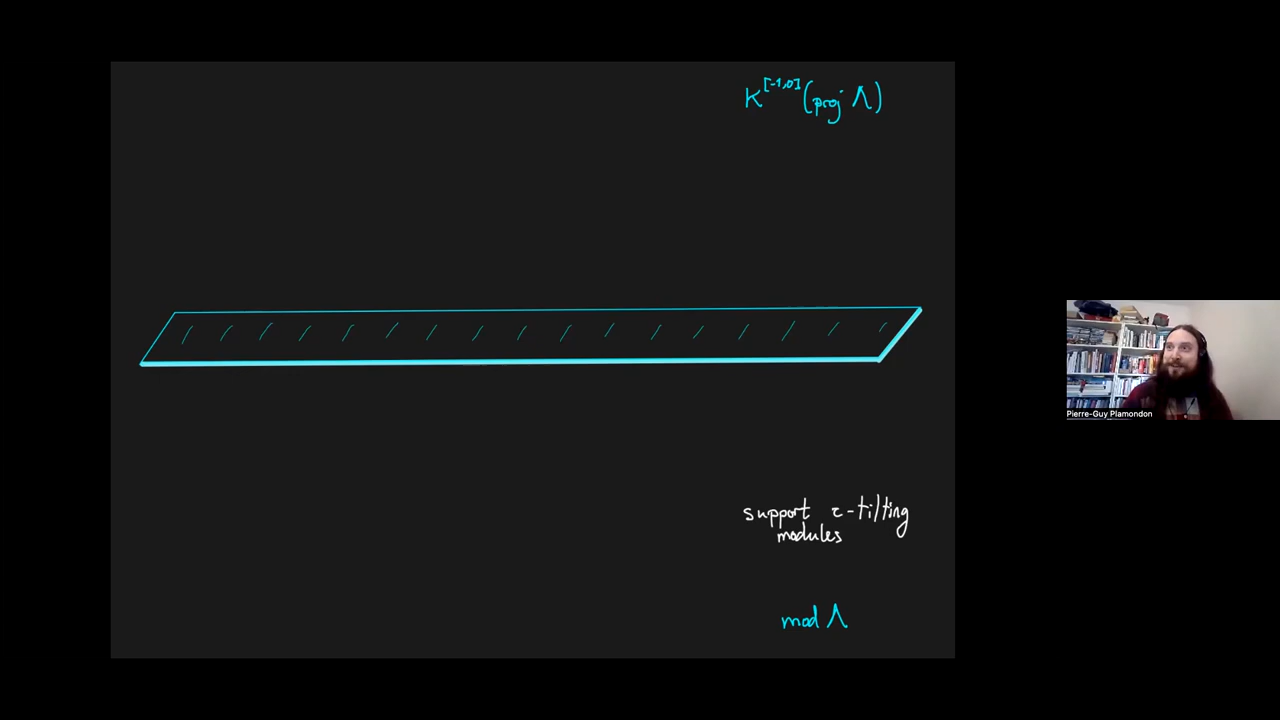 K^[-1,0](proj Λ)
support τ-tilting
modules
mod Λ
Pierre-Guy Plamondon